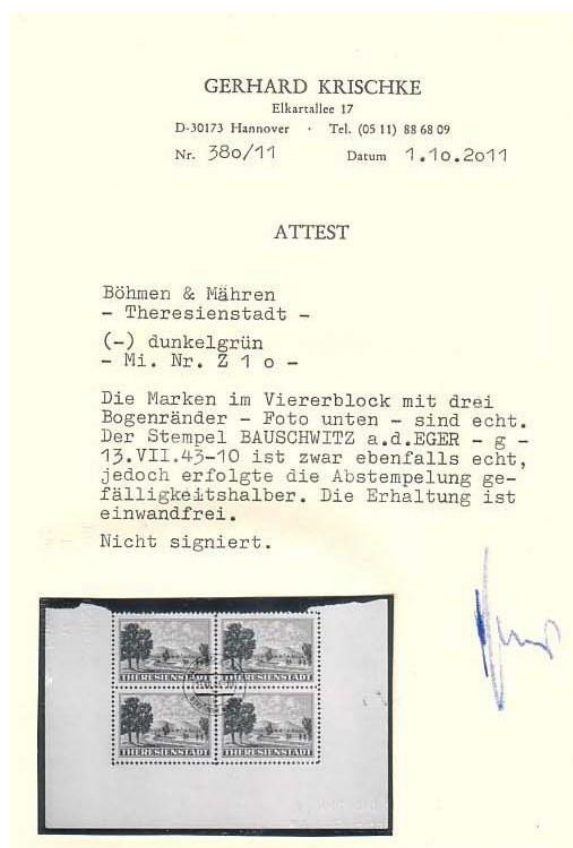 GERHARD KRISCHKE
Elkartallee 17
D-30173 Hannover · Tel. (05 11) 88 68 09
Nr. 38o/11 Datum 1.1o.2o11
ATTEST
Böhmen & Mähren
- Theresienstadt -
(-) dunkelgrün
- Mi. Nr. Z 1 o -
Die Marken im Viererblock mit drei
Bogenränder - Foto unten - sind echt.
Der Stempel BAUSCHWITZ a.d.EGER - g -
13.VII.43-10 ist zwar ebenfalls echt,
jedoch erfolgte die Abstempelung ge-
fälligkeitshalber. Die Erhaltung ist
einwandfrei.
Nicht signiert.
THERESIENSTADT THERESIENSTADT
THERESIENSTADT THERESIENSTADT